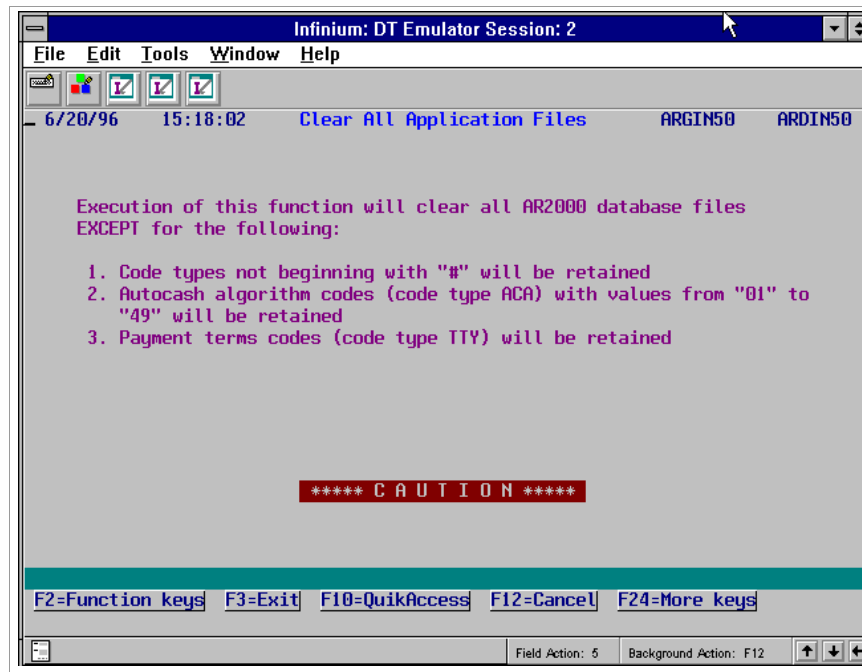 Infinium: DT Emulator Session: 2
File Edit Tools Window Help
6/20/96 15:18:02 Clear All Application Files ARGIN50 ARDIN50
Execution of this function will clear all AR2000 database files
EXCEPT for the following:
1. Code types not beginning with "#" will be retained
2. Autocash algorithm codes (code type ACA) with values from "01" to
"49" will be retained
3. Payment terms codes (code type TTY) will be retained
***** C A U T I O N *****
F2=Function keys F3=Exit F10=QuikAccess F12=Cancel F24=More keys
Field Action: 5 Background Action: F12